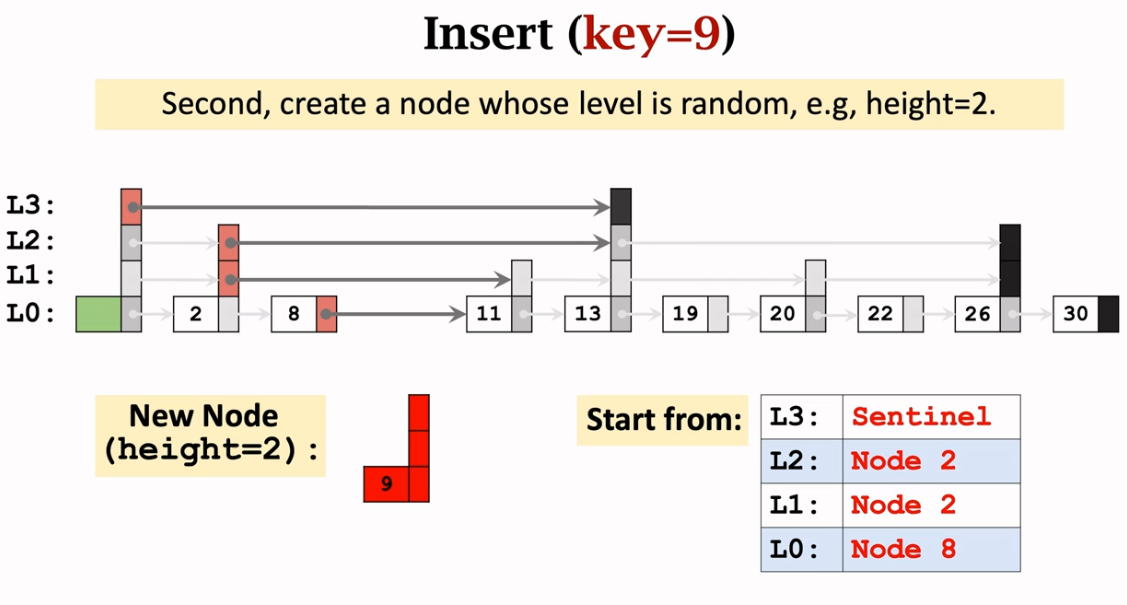 Insert (key=9)
Second, create a node whose level is random, e.g, height=2.
L3:
L2:
L1:
L0: 2 8 11 13 19 20 22 26 30
New Node
(height=2):
9
Start from:
L3: Sentinel
L2: Node 2
L1: Node 2
L0: Node 8